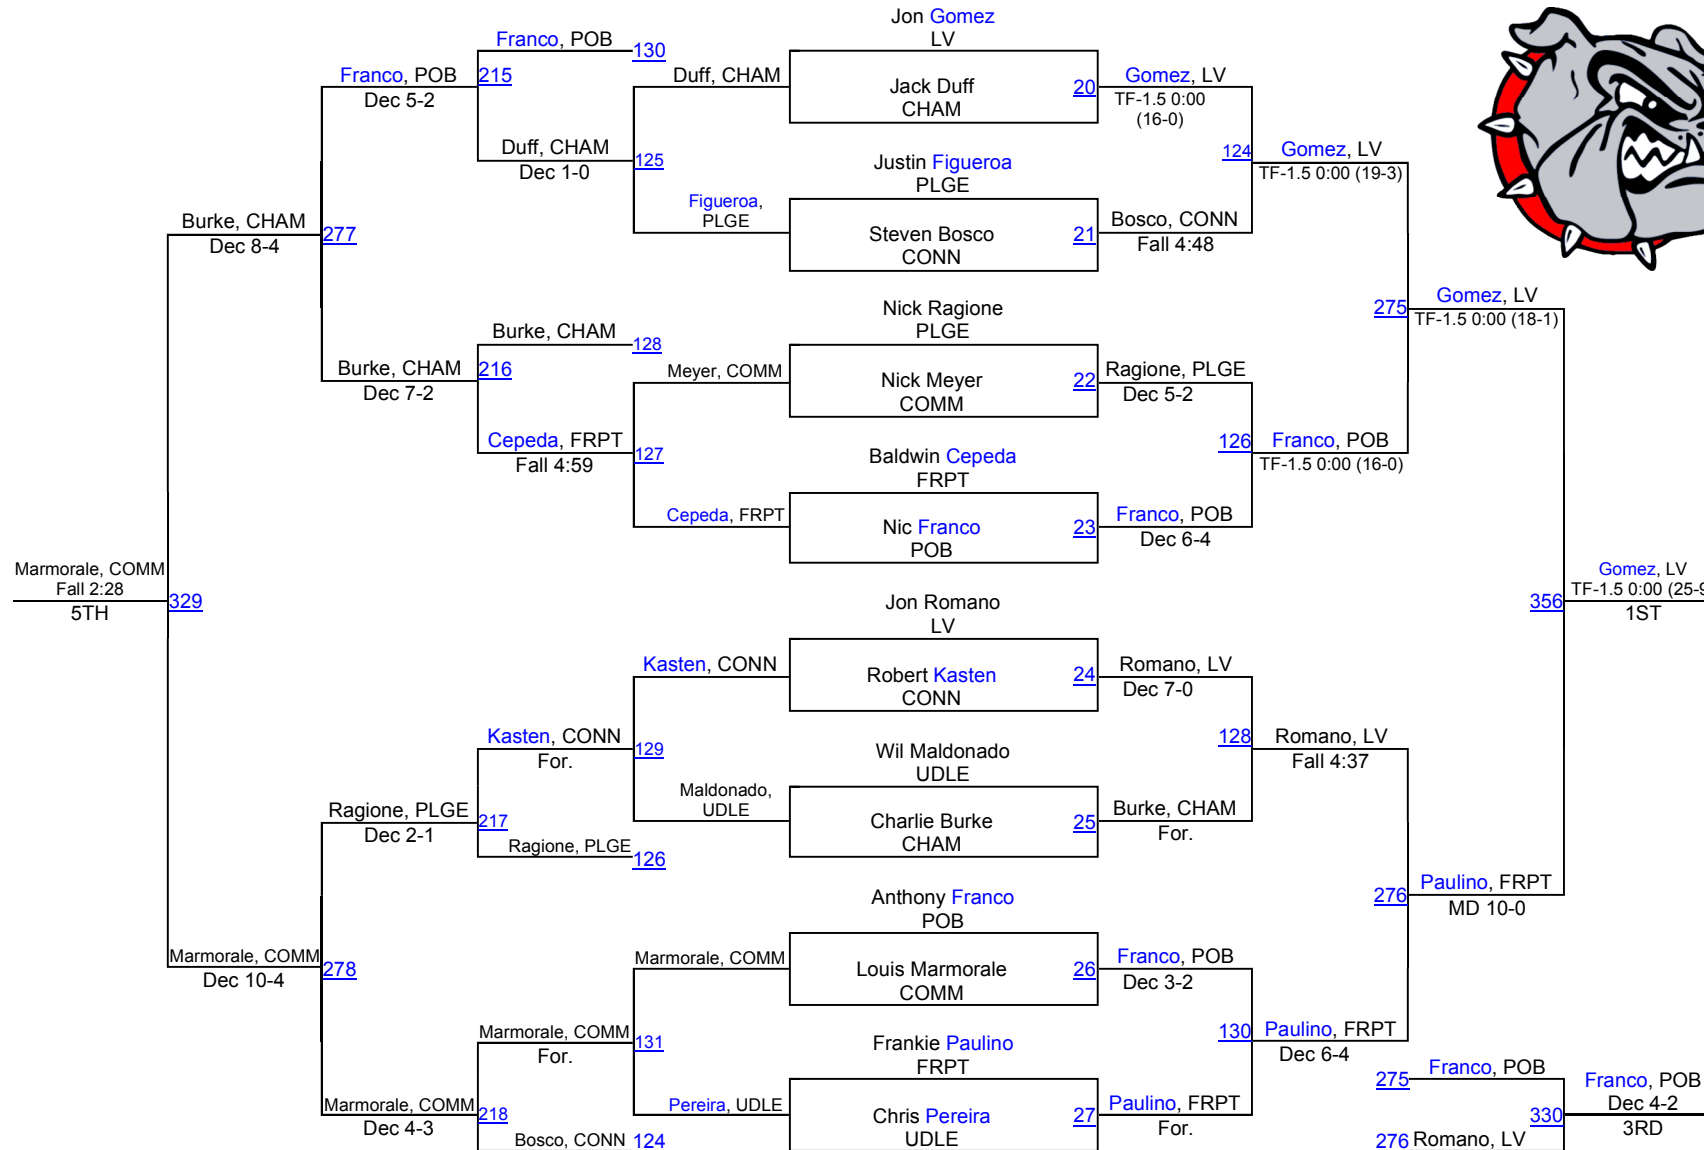 Jon Gomez
LV
Franco, POB
130
Franco, POB
215
Dec 5-2
Duff, CHAM
Jack Duff
CHAM
20
Gomez, LV
TF-1.5 0:00
(16-0)
Duff, CHAM
Dec 1-0
125
Justin Figueroa
PLGE
124
Gomez, LV
TF-1.5 0:00 (19-3)
Figueroa,
PLGE
Steven Bosco
CONN
21
Bosco, CONN
Fall 4:48
Burke, CHAM
Dec 8-4
277
Nick Ragione
PLGE
275
Gomez, LV
TF-1.5 0:00 (18-1)
Burke, CHAM
128
Burke, CHAM
Dec 7-2
216
Meyer, COMM
Nick Meyer
COMM
22
Ragione, PLGE
Dec 5-2
Cepeda, FRPT
Fall 4:59
127
Baldwin Cepeda
FRPT
126
Franco, POB
TF-1.5 0:00 (16-0)
Cepeda, FRPT
Nic Franco
POB
23
Franco, POB
Dec 6-4
Marmorale, COMM
Fall 2:28
5TH
329
Jon Romano
LV
356
Gomez, LV
TF-1.5 0:00 (25-9
1ST
Kasten, CONN
Robert Kasten
CONN
24
Romano, LV
Dec 7-0
Kasten, CONN
For.
129
Wil Maldonado
UDLE
128
Romano, LV
Fall 4:37
Maldonado,
UDLE
Charlie Burke
CHAM
25
Burke, CHAM
For.
Ragione, PLGE
Dec 2-1
217
Ragione, PLGE
126
Anthony Franco
POB
276
Paulino, FRPT
MD 10-0
Marmorale, COMM
Dec 10-4
278
Marmorale, COMM
Louis Marmorale
COMM
26
Franco, POB
Dec 3-2
Marmorale, COMM
For.
131
Frankie Paulino
FRPT
130
Paulino, FRPT
Dec 6-4
Marmorale, COMM
Dec 4-3
218
Pereira, UDLE
Chris Pereira
UDLE
27
Paulino, FRPT
For.
Bosco, CONN
124
275
Franco, POB
330
Franco, POB
Dec 4-2
3RD
276
Romano, LV